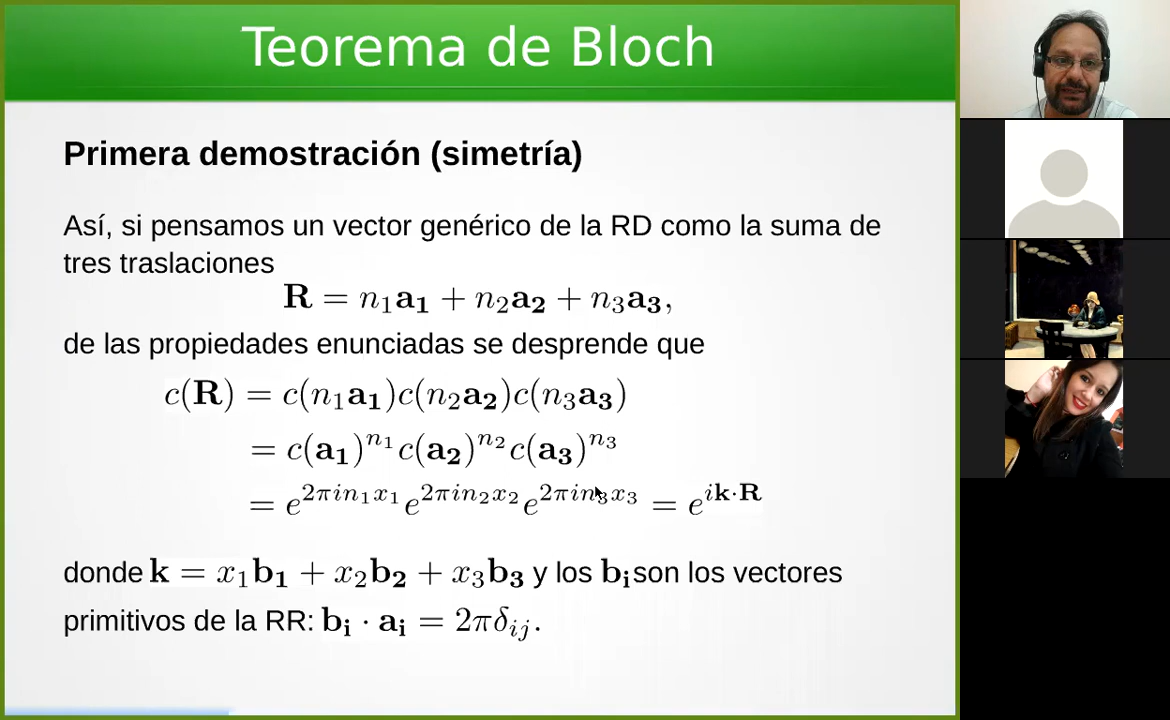 Teorema de Bloch
Primera demostración (simetría)
Así, si pensamos un vector genérico de la RD como la suma de
tres traslaciones
R = n₁a₁ + n₂a₂ + n₃a₃,
de las propiedades enunciadas se desprende que
c(R) = c(n₁a₁)c(n₂a₂)c(n₃a₃)
= c(a₁)^{n₁} c(a₂)^{n₂} c(a₃)^{n₃}
= e^{2πin₁x₁} e^{2πin₂x₂} e^{2πin₃x₃} = e^{ik·R}
donde k = x₁b₁ + x₂b₂ + x₃b₃ y los bᵢ son los vectores
primitivos de la RR: bᵢ · aᵢ = 2πδᵢⱼ.